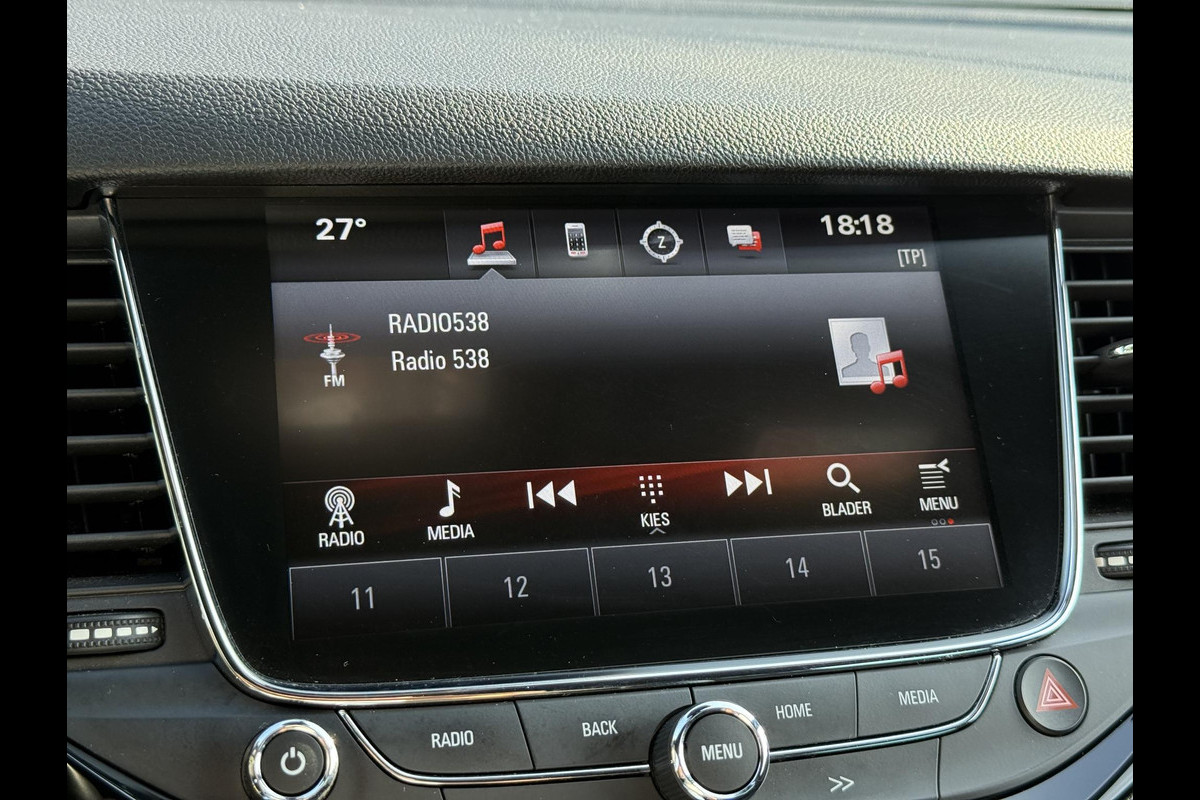 27°
Z
18:18
[TP]
RADIO538
Radio 538
FM
RADIO
MEDIA
KIES
BLADER
MENU
11
12
13
14
15
RADIO
BACK
MENU
HOME
MEDIA
>>